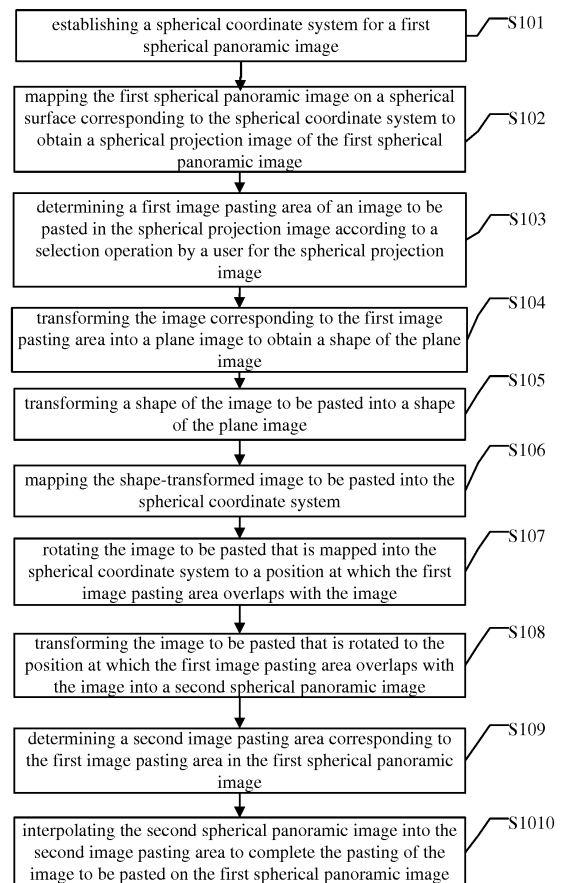 establishing a spherical coordinate system for a first
spherical panoramic image
S101
mapping the first spherical panoramic image on a spherical
surface corresponding to the spherical coordinate system to
obtain a spherical projection image of the first spherical
panoramic image
S102
determining a first image pasting area of an image to be
pasted in the spherical projection image according to a
selection operation by a user for the spherical projection
image
S103
transforming the image corresponding to the first image
pasting area into a plane image to obtain a shape of the plane
image
S104
transforming a shape of the image to be pasted into a shape
of the plane image
S105
mapping the shape-transformed image to be pasted into the
spherical coordinate system
S106
rotating the image to be pasted that is mapped into the
spherical coordinate system to a position at which the first
image pasting area overlaps with the image
S107
transforming the image to be pasted that is rotated to the
position at which the first image pasting area overlaps with
the image into a second spherical panoramic image
S108
determining a second image pasting area corresponding to
the first image pasting area in the first spherical panoramic
image
S109
interpolating the second spherical panoramic image into the
second image pasting area to complete the pasting of the
image to be pasted on the first spherical panoramic image
S1010